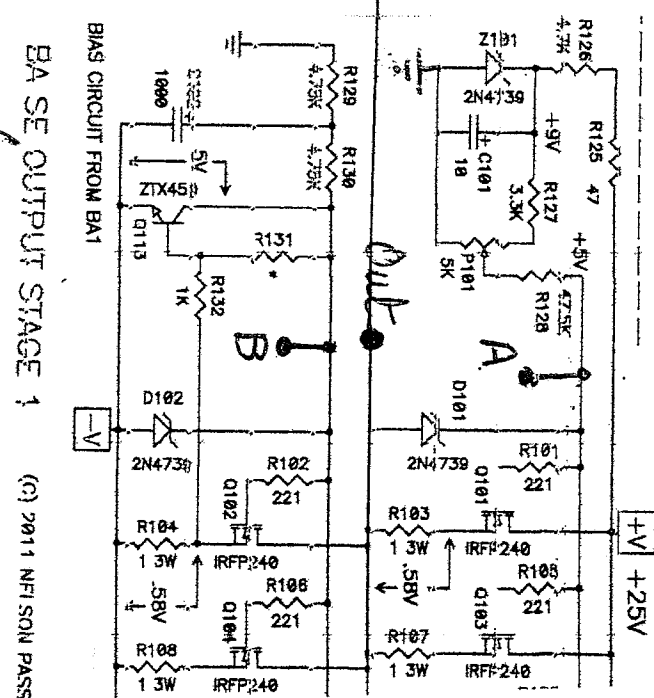 R126
4.7K
Z101
2N4739
+9V
C101
10
R125
47
R127
3.3K
P101
5K
+5V
R128
47.5K
A
D101
2N4739
R101
221
Q101
+V
+25V
R103
1 3W
IRFP240
.58V
R105
221
Q103
R107
1 3W
IRFP240
Out
R129
4.75K
R130
4.75K
1000
5V
ZTX450
Q113
R131
*
R132
1K
B
D102
2N4739
-V
R102
221
Q102
R104
1 3W
IRFP240
.58V
R106
221
Q104
R108
1 3W
IRFP240
BIAS CIRCUIT FROM BA1
BA SE OUTPUT STAGE 1
(C) 2011 NELSON PASS